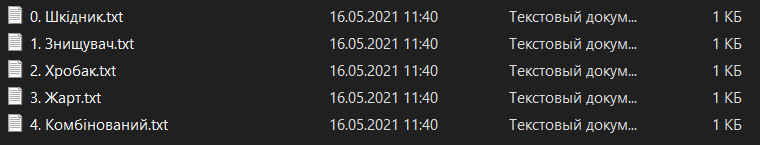 0. Шкідник.txt 16.05.2021 11:40 Текстовый докум... 1 КБ
1. Знищувач.txt 16.05.2021 11:40 Текстовый докум... 1 КБ
2. Хробак.txt 16.05.2021 11:40 Текстовый докум... 1 КБ
3. Жарт.txt 16.05.2021 11:40 Текстовый докум... 1 КБ
4. Комбінований.txt 16.05.2021 11:40 Текстовый докум... 1 КБ